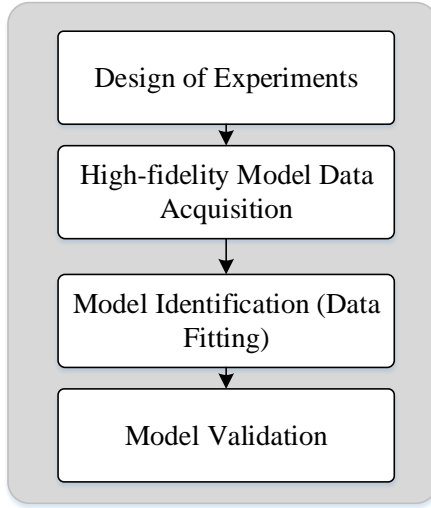 Design of Experiments
High-fidelity Model Data
Acquisition
Model Identification (Data
Fitting)
Model Validation